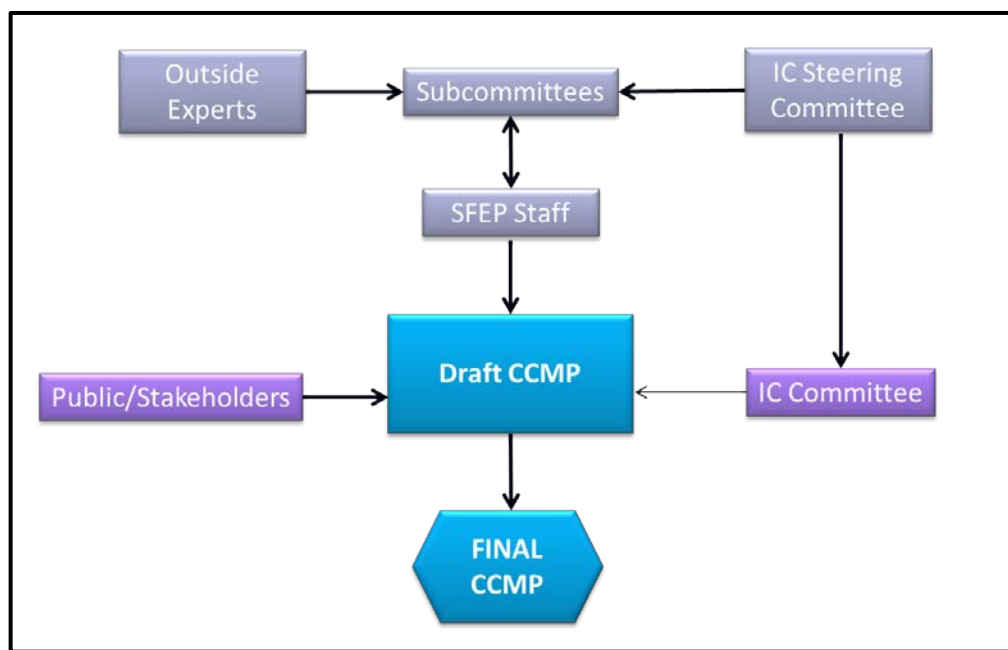 Outside
Experts
Subcommittees
IC Steering
Committee
SFEP Staff
Draft CCMP
Public/Stakeholders
IC Committee
FINAL
CCMP